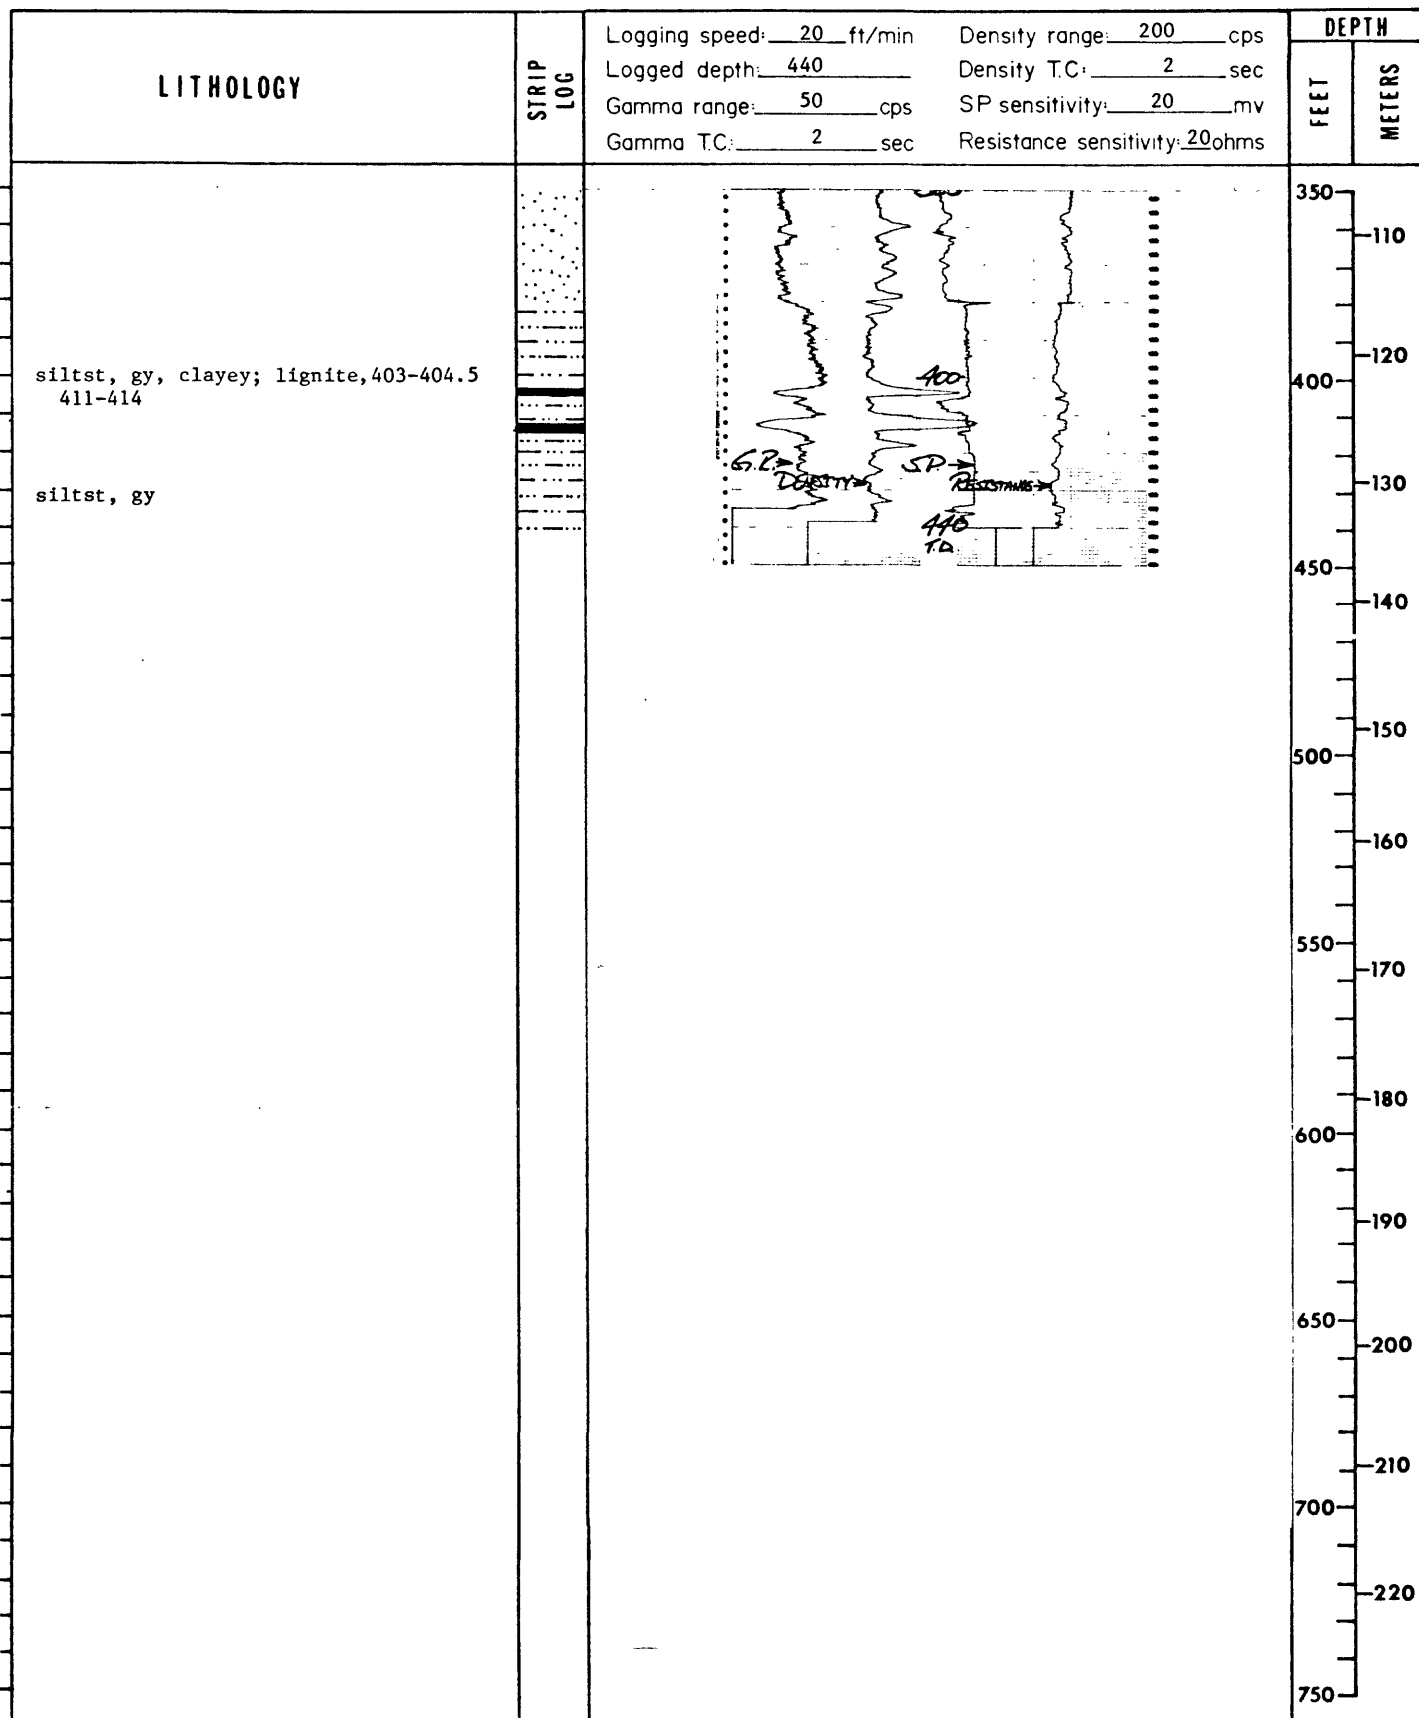 LITHOLOGY
STRIP LOG
Logging speed: 20 ft/min
Logged depth: 440
Gamma range: 50 cps
Gamma T.C.: 2 sec
Density range: 200 cps
Density T.C.: 2 sec
SP sensitivity: 20 mv
Resistance sensitivity: 20 ohms
DEPTH
FEET
METERS
siltst, gy, clayey; lignite,403-404.5
411-414
siltst, gy
400
G.R.
DENSITY
S.P.
RESISTANCE
440
T.D.
350
400
450
500
550
600
650
700
750
110
120
130
140
150
160
170
180
190
200
210
220